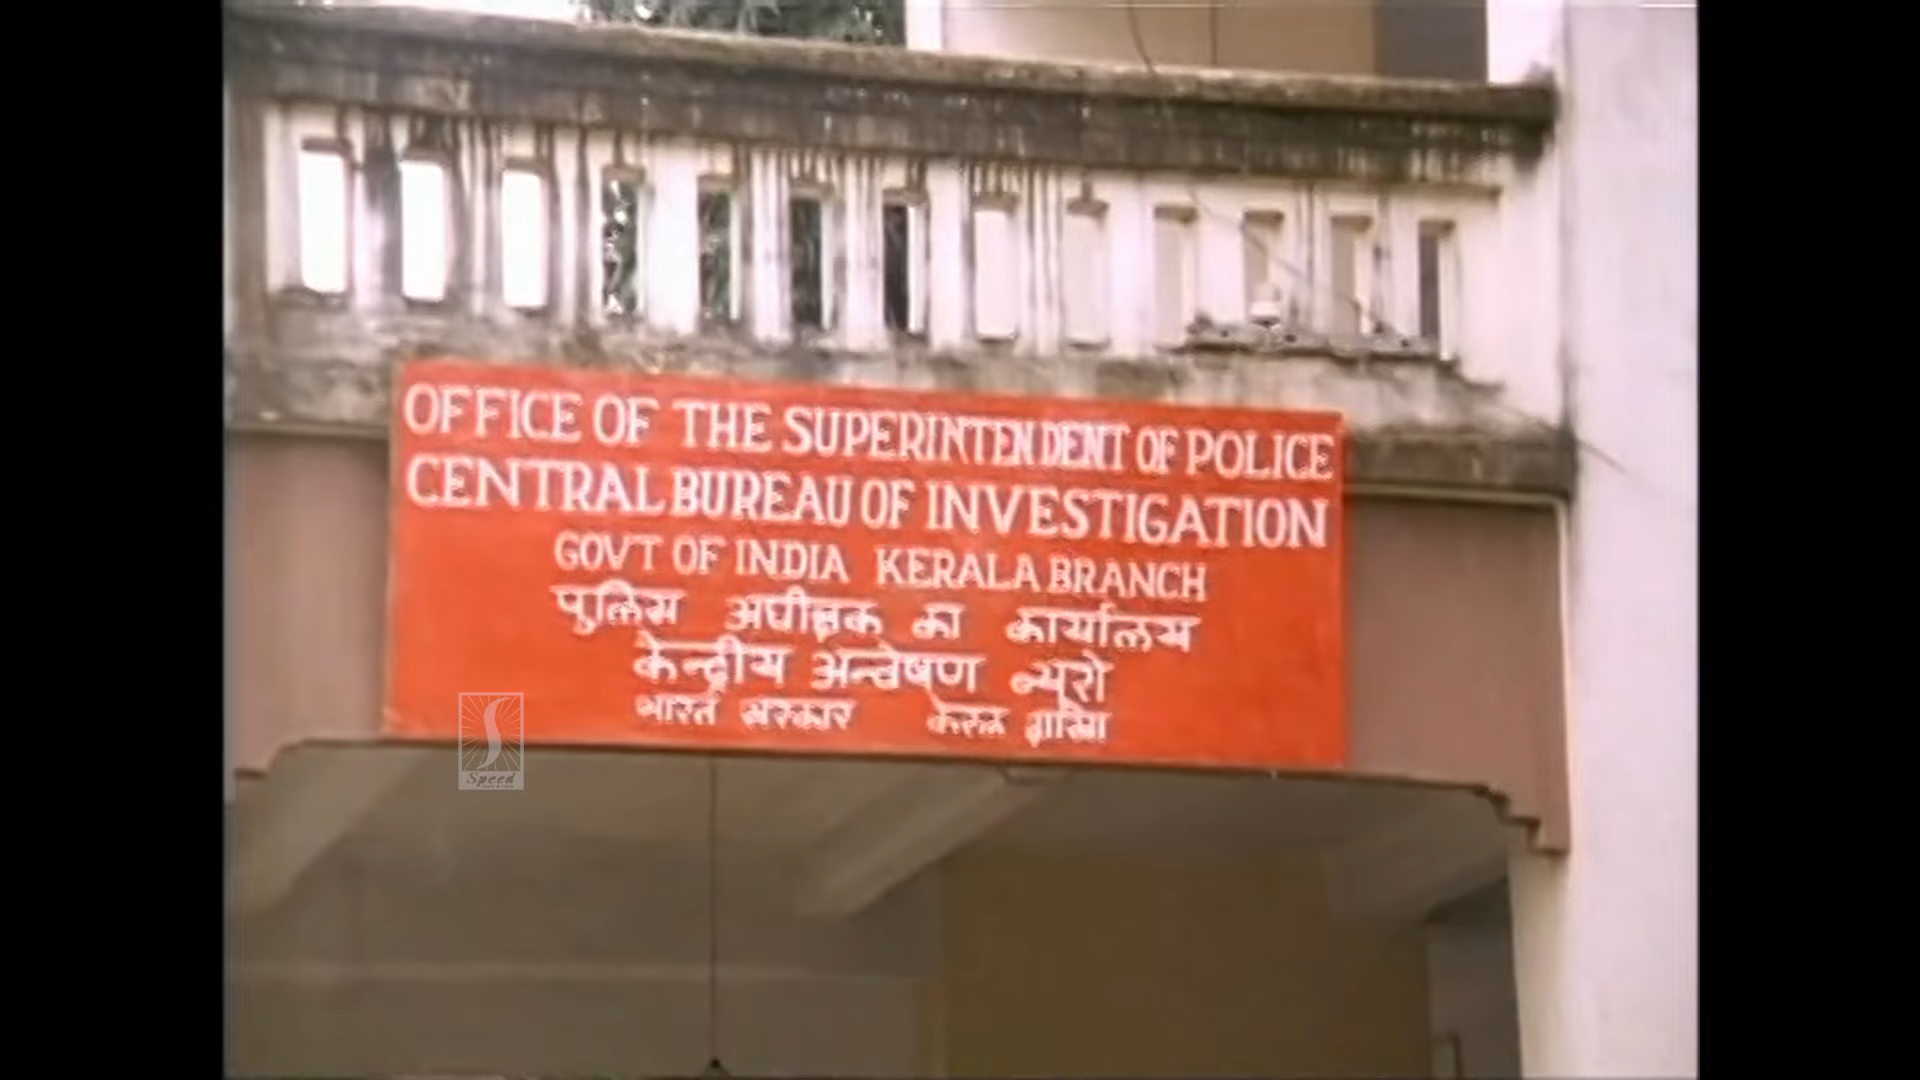 OFFICE OF THE SUPERINTENDENT OF POLICE
CENTRAL BUREAU OF INVESTIGATION
GOVT OF INDIA KERALA BRANCH
पुलिस अधीक्षक का कार्यालय
केन्द्रीय अन्वेषण ब्यूरो
भारत सरकार केरल शाखा
Speed